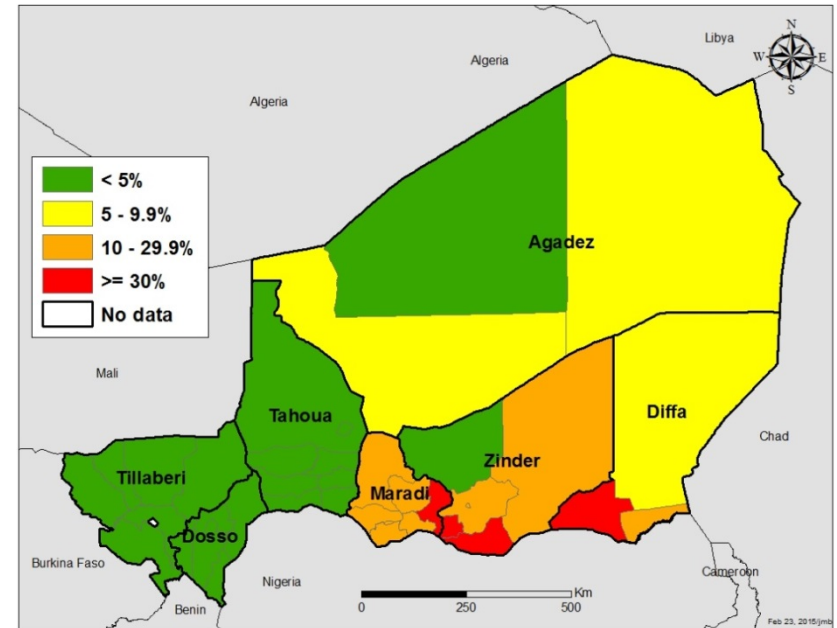 N
W E
S
Libya
Algeria
Algeria
< 5%
5 - 9.9%
10 - 29.9%
>= 30%
No data
Agadez
Mali
Tahoua
Diffa
Chad
Zinder
Tillaberi
Maradi
Dosso
Burkina Faso
Nigeria
Cameroon
Benin
Km
0 250 500
Feb 23, 2015/jmb